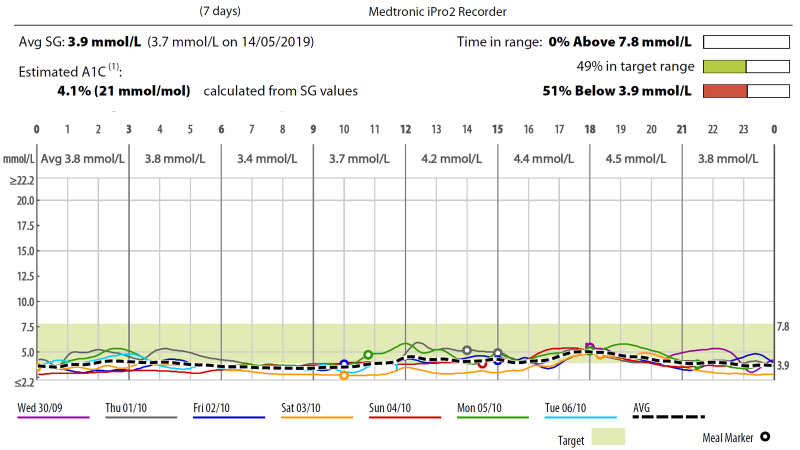 (7 days) Medtronic iPro2 Recorder
Avg SG: 3.9 mmol/L (3.7 mmol/L on 14/05/2019) Time in range: 0% Above 7.8 mmol/L
Estimated A1C (1): 49% in target range
4.1% (21 mmol/mol) calculated from SG values 51% Below 3.9 mmol/L
0 1 2 3 4 5 6 7 8 9 10 11 12 13 14 15 16 17 18 19 20 21 22 23 0
mmol/L Avg 3.8 mmol/L 3.8 mmol/L 3.4 mmol/L 3.7 mmol/L 4.2 mmol/L 4.4 mmol/L 4.5 mmol/L 3.8 mmol/L
≥22.2
20.0
17.5
15.0
12.5
10.0
7.5 7.8
5.0
3.9
≤2.2
Wed 30/09 Thu 01/10 Fri 02/10 Sat 03/10 Sun 04/10 Mon 05/10 Tue 06/10 AVG
Target Meal Marker